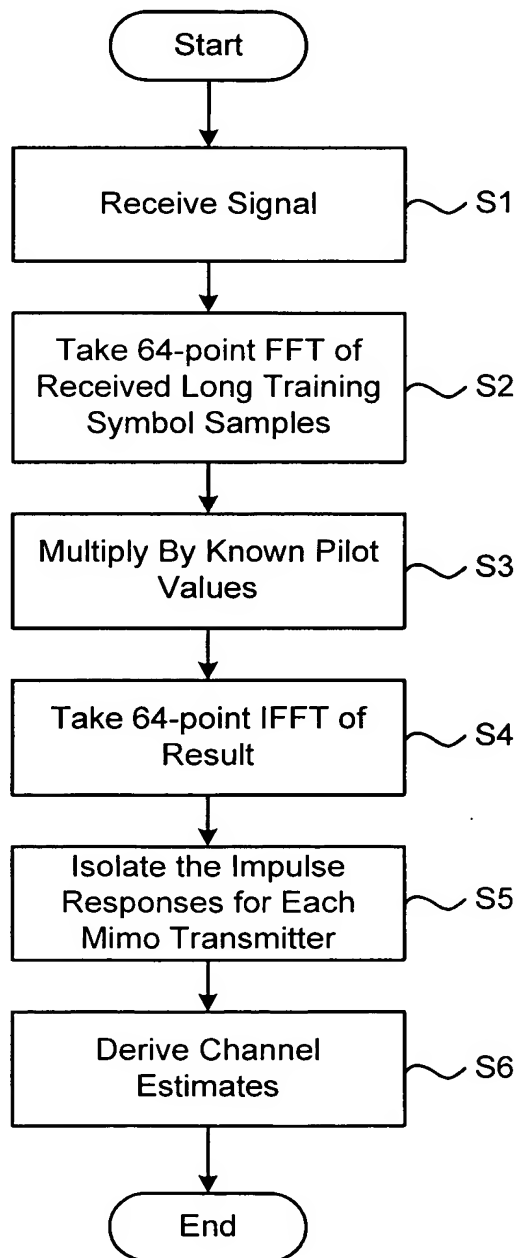 Start
Receive Signal
S1
Take 64-point FFT of
Received Long Training
Symbol Samples
S2
Multiply By Known Pilot
Values
S3
Take 64-point IFFT of
Result
S4
Isolate the Impulse
Responses for Each
Mimo Transmitter
S5
Derive Channel
Estimates
S6
End